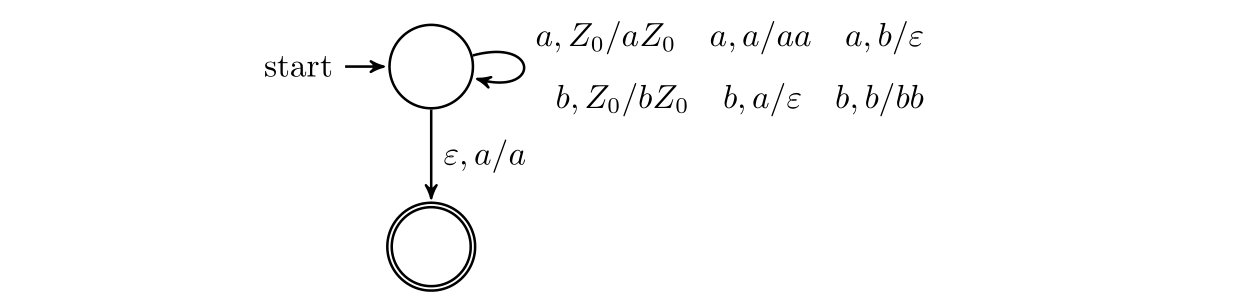 a, Z₀/aZ₀ a, a/aa a, b/ε
start
b, Z₀/bZ₀ b, a/ε b, b/bb
ε, a/a